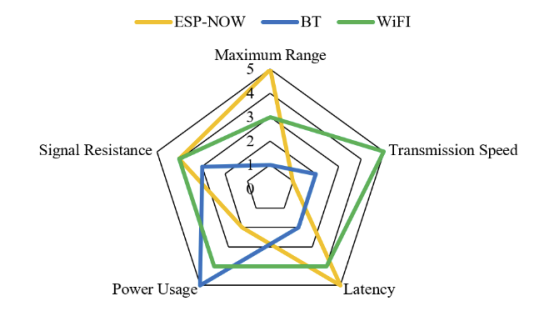 ESP-NOW BT WiFI
Maximum Range
5
4
3
2
1
0
Signal Resistance
Transmission Speed
Power Usage
Latency